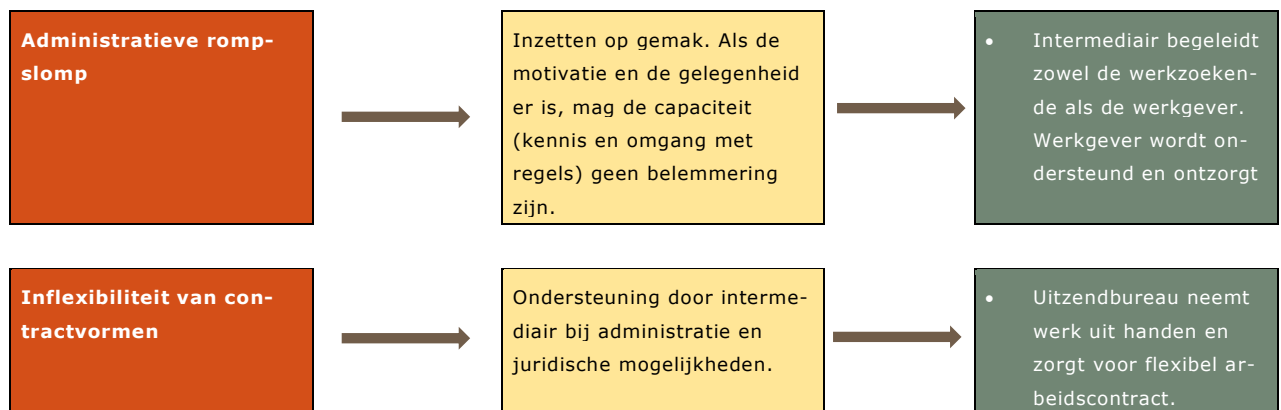 Administratieve romp-
slomp
Inzetten op gemak. Als de
motivatie en de gelegenheid
er is, mag de capaciteit
(kennis en omgang met
regels) geen belemmering
zijn.
• Intermediair begeleidt
zowel de werkzoeken-
de als de werkgever.
Werkgever wordt on-
dersteund en ontzorgt
Inflexibiliteit van con-
tractvormen
Ondersteuning door interme-
diair bij administratie en
juridische mogelijkheden.
• Uitzendbureau neemt
werk uit handen en
zorgt voor flexibel ar-
beidscontract.